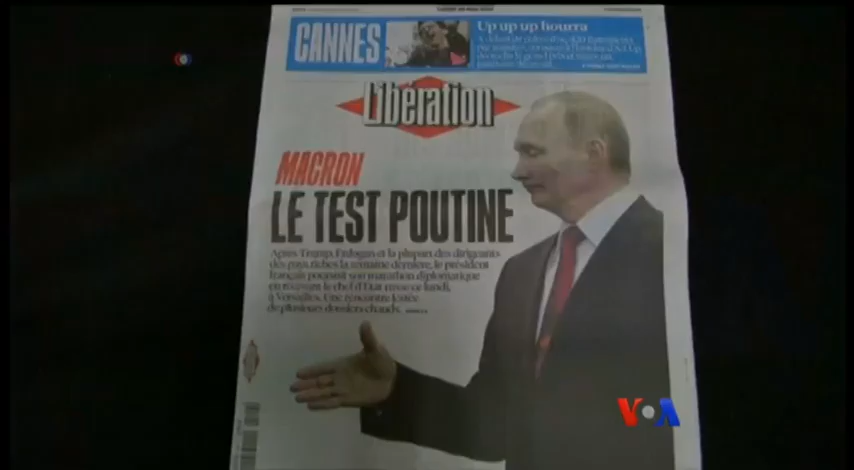 CANNES
Up up up hourra
Libération
MACRON
LE TEST POUTINE
Après Trump, Erdogan et la plupart des dirigeants
des pays riches la semaine dernière, le président
français poursuit son marathon diplomatique
en recevant le chef d'Etat russe ce lundi,
à Versailles. Une rencontre lestée
de plusieurs dossiers chauds.
VOA